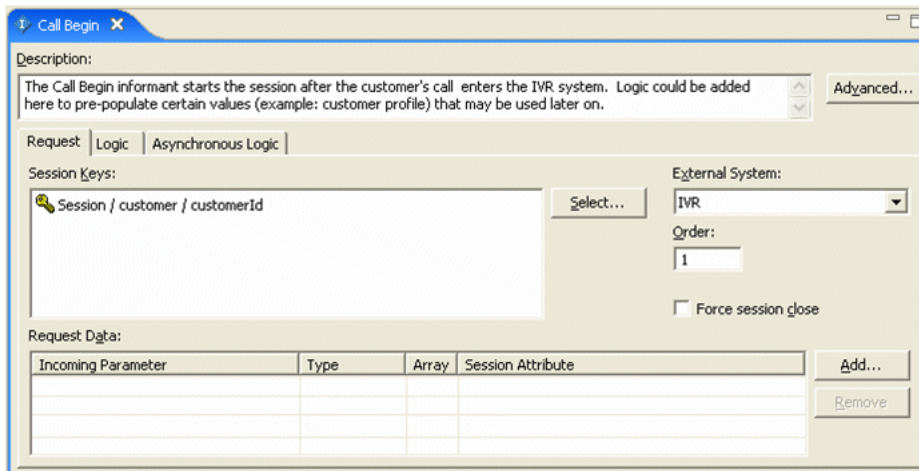 Call Begin
Description:
The Call Begin informant starts the session after the customer's call enters the IVR system. Logic could be added
here to pre-populate certain values (example: customer profile) that may be used later on.
Advanced...
Request Logic Asynchronous Logic
Session Keys:
External System:
Session / customer / customerId
Select...
IVR
Order:
1
Force session close
Request Data:
Incoming Parameter Type Array Session Attribute
Add...
Remove